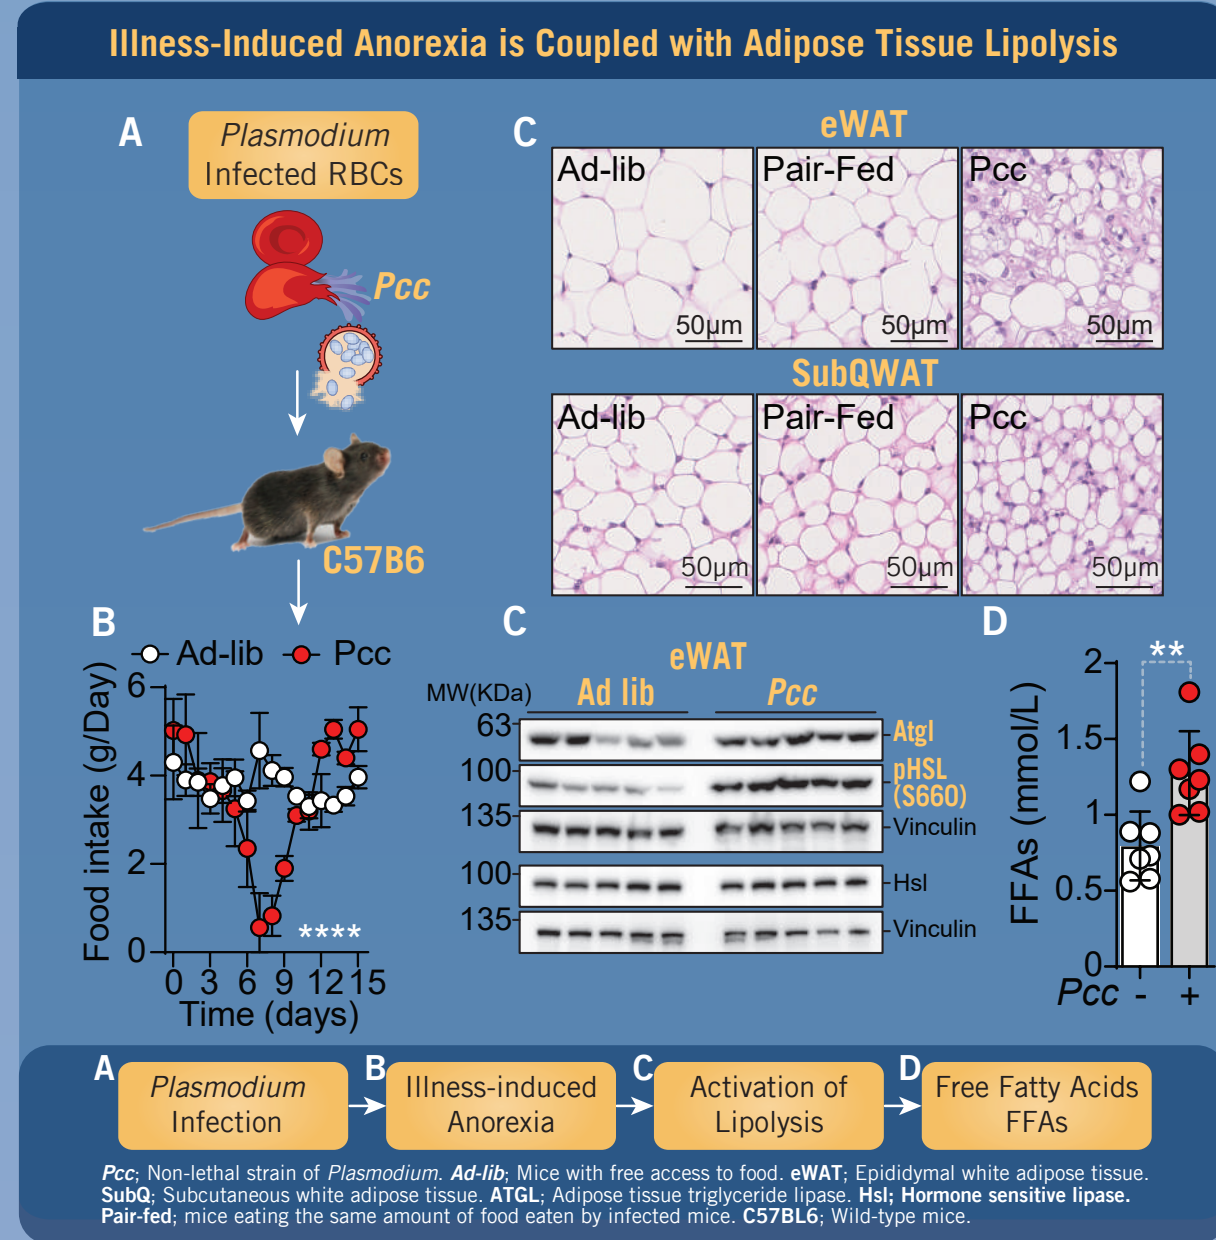 Illness-Induced Anorexia is Coupled with Adipose Tissue Lipolysis
A
Plasmodium
Infected RBCs
Pcc
C57B6
C
eWAT
Ad-lib
Pair-Fed
Pcc
50µm
50µm
50µm
SubQWAT
Ad-lib
Pair-Fed
Pcc
50µm
50µm
50µm
B
Ad-lib
Pcc
Food intake (g/Day)
6
4
2
0
****
0 3 6 9 12 15
Time (days)
C
eWAT
MW(KDa)
Ad lib
Pcc
63
Atgl
100
pHSL
(S660)
135
Vinculin
100
Hsl
135
Vinculin
D
**
FFAs (mmol/L)
2
1.5
1
0.5
0
Pcc - +
A
Plasmodium
Infection
B
Illness-induced
Anorexia
C
Activation of
Lipolysis
D
Free Fatty Acids
FFAs
Pcc; Non-lethal strain of Plasmodium. Ad-lib; Mice with free access to food. eWAT; Epididymal white adipose tissue.
SubQ; Subcutaneous white adipose tissue. ATGL; Adipose tissue triglyceride lipase. Hsl; Hormone sensitive lipase.
Pair-fed; mice eating the same amount of food eaten by infected mice. C57BL6; Wild-type mice.